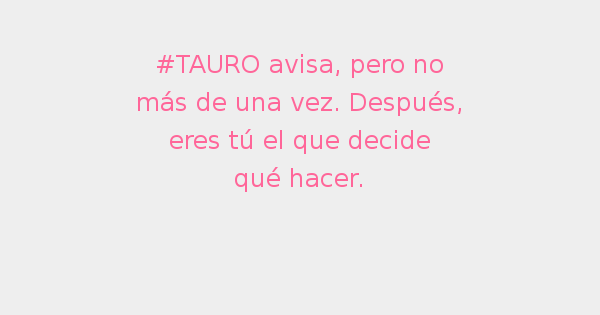 #TAURO avisa, pero no
más de una vez. Después,
eres tú el que decide
qué hacer.